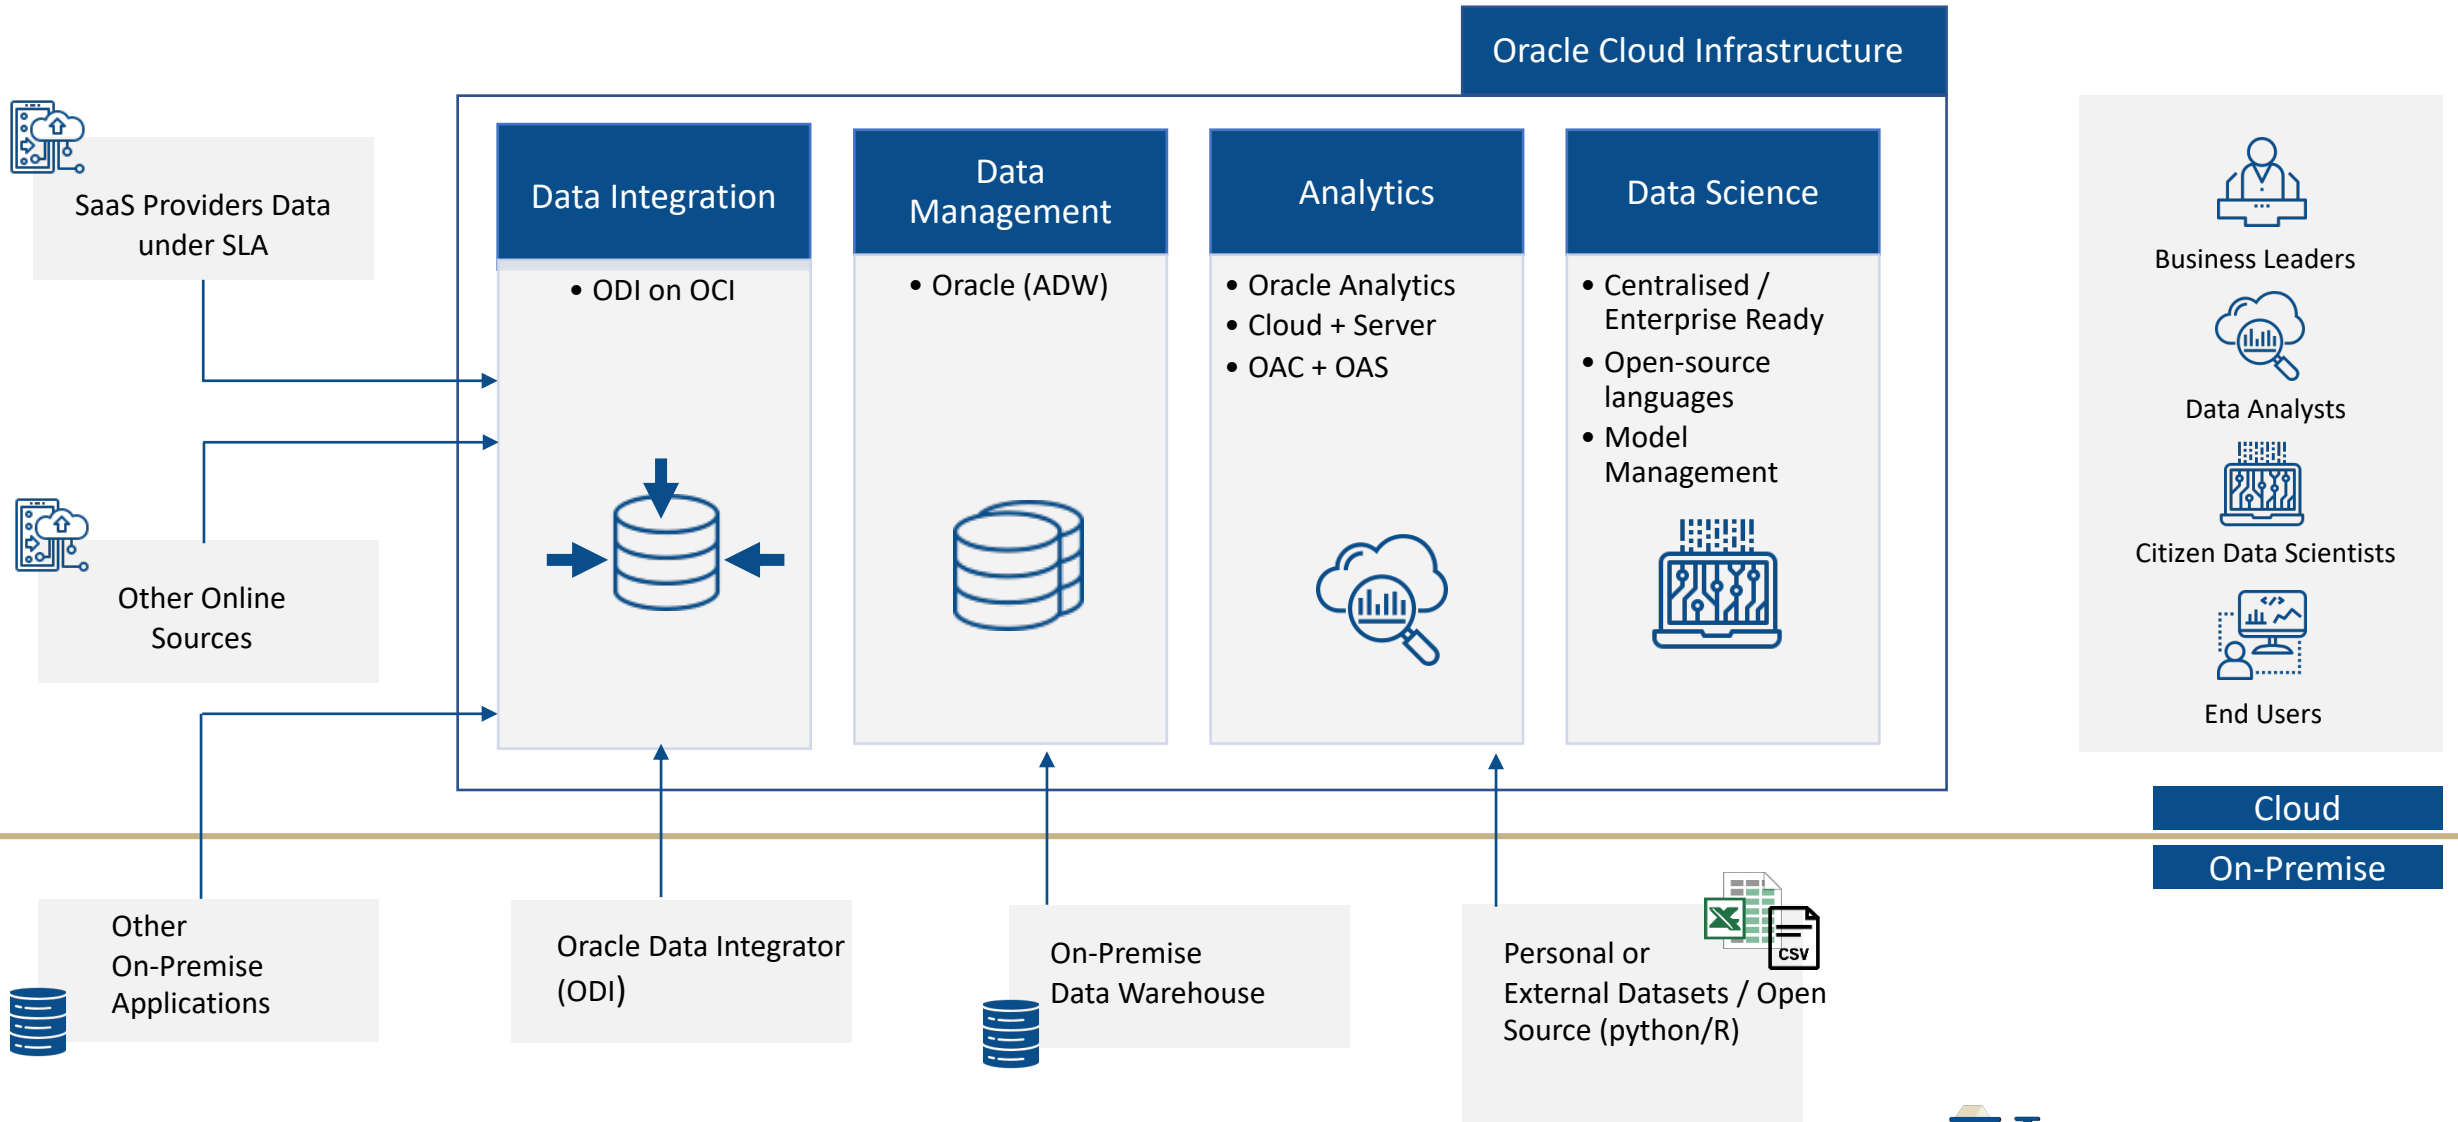 Oracle Cloud Infrastructure
SaaS Providers Data
under SLA
Other Online
Sources
Data Integration
• ODI on OCI
Data
Management
• Oracle (ADW)
Analytics
• Oracle Analytics
• Cloud + Server
• OAC + OAS
Data Science
• Centralised /
Enterprise Ready
• Open-source
languages
• Model
Management
Business Leaders
Data Analysts
Citizen Data Scientists
End Users
Cloud
On-Premise
Other
On-Premise
Applications
Oracle Data Integrator
(ODI)
On-Premise
Data Warehouse
CSV
Personal or
External Datasets / Open
Source (python/R)